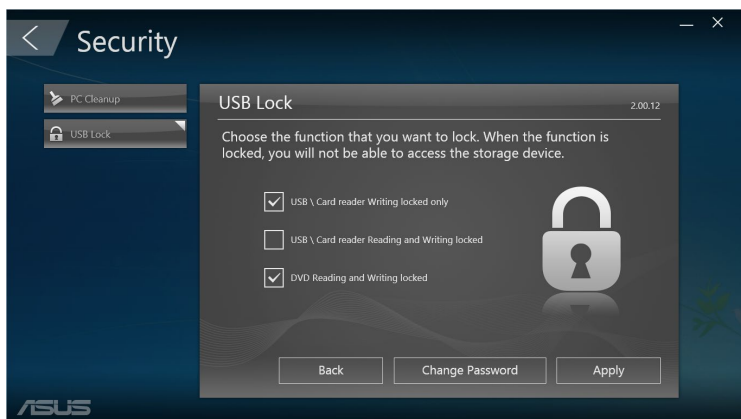 Security
PC Cleanup
USB Lock
USB Lock
2.00.12
Choose the function that you want to lock. When the function is
locked, you will not be able to access the storage device.
USB \ Card reader Writing locked only
USB \ Card reader Reading and Writing locked
DVD Reading and Writing locked
Back
Change Password
Apply
ASUS